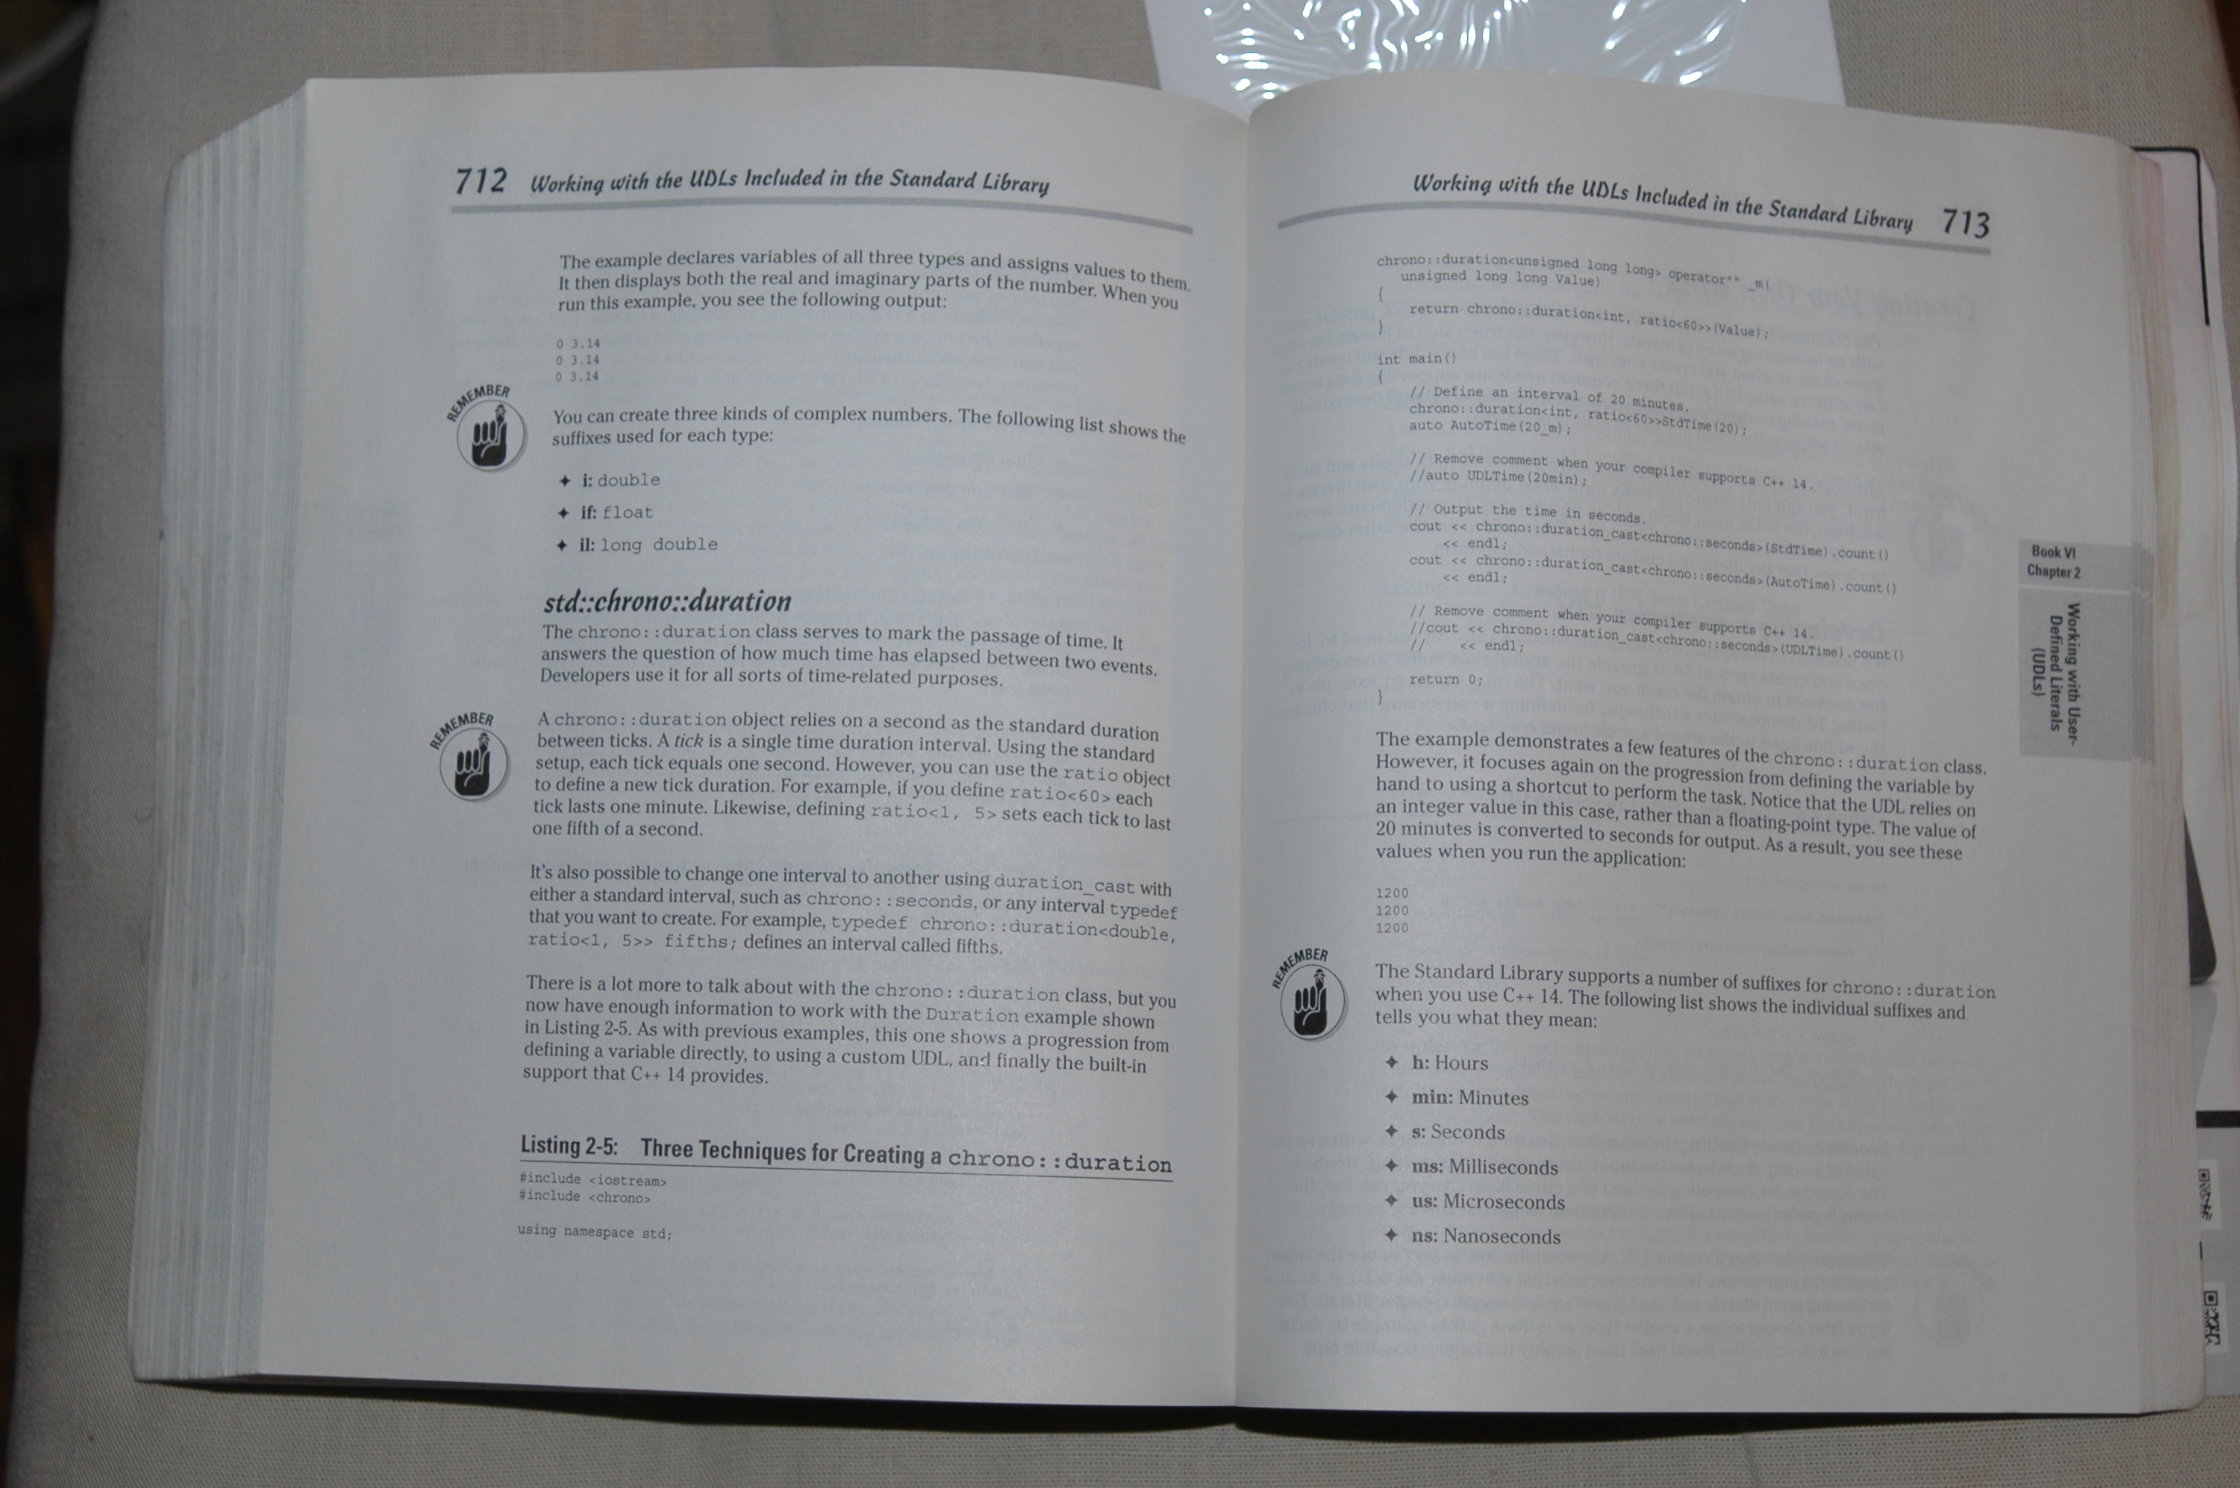 712 Working with the UDLs Included in the Standard Library
The example declares variables of all three types and assigns values to them.
It then displays both the real and imaginary parts of the number. When you
run this example, you see the following output:
0 3.14
0 3.14
0 3.14
REMEMBER
You can create three kinds of complex numbers. The following list shows the
suffixes used for each type:
✦ i: double
✦ if: float
✦ il: long double
std::chrono::duration
The chrono::duration class serves to mark the passage of time. It
answers the question of how much time has elapsed between two events.
Developers use it for all sorts of time-related purposes.
REMEMBER
A chrono::duration object relies on a second as the standard duration
between ticks. A tick is a single time duration interval. Using the standard
setup, each tick equals one second. However, you can use the ratio object
to define a new tick duration. For example, if you define ratio<60> each
tick lasts one minute. Likewise, defining ratio<1, 5> sets each tick to last
one fifth of a second.
It's also possible to change one interval to another using duration_cast with
either a standard interval, such as chrono::seconds, or any interval typedef
that you want to create. For example, typedef chrono::duration<double,
ratio<1, 5>> fifths; defines an interval called fifths.
There is a lot more to talk about with the chrono::duration class, but you
now have enough information to work with the Duration example shown
in Listing 2-5. As with previous examples, this one shows a progression from
defining a variable directly, to using a custom UDL, and finally the built-in
support that C++ 14 provides.
Listing 2-5: Three Techniques for Creating a chrono::duration
#include <iostream>
#include <chrono>
using namespace std;
Working with the UDLs Included in the Standard Library 713
chrono::duration<unsigned long long> operator"" _m(
unsigned long long Value)
{
return chrono::duration<int, ratio<60>>(Value);
}
int main()
{
// Define an interval of 20 minutes.
chrono::duration<int, ratio<60>>StdTime(20);
auto AutoTime(20_m);
// Remove comment when your compiler supports C++ 14.
//auto UDLTime(20min);
// Output the time in seconds.
cout << chrono::duration_cast<chrono::seconds>(StdTime).count()
<< endl;
cout << chrono::duration_cast<chrono::seconds>(AutoTime).count()
<< endl;
// Remove comment when your compiler supports C++ 14.
//cout << chrono::duration_cast<chrono::seconds>(UDLTime).count()
// << endl;
return 0;
}
The example demonstrates a few features of the chrono::duration class.
However, it focuses again on the progression from defining the variable by
hand to using a shortcut to perform the task. Notice that the UDL relies on
an integer value in this case, rather than a floating-point type. The value of
20 minutes is converted to seconds for output. As a result, you see these
values when you run the application:
1200
1200
1200
REMEMBER
The Standard Library supports a number of suffixes for chrono::duration
when you use C++ 14. The following list shows the individual suffixes and
tells you what they mean:
✦ h: Hours
✦ min: Minutes
✦ s: Seconds
✦ ms: Milliseconds
✦ us: Microseconds
✦ ns: Nanoseconds
Book VI
Chapter 2
Working with User-
Defined Literals
(UDLs)